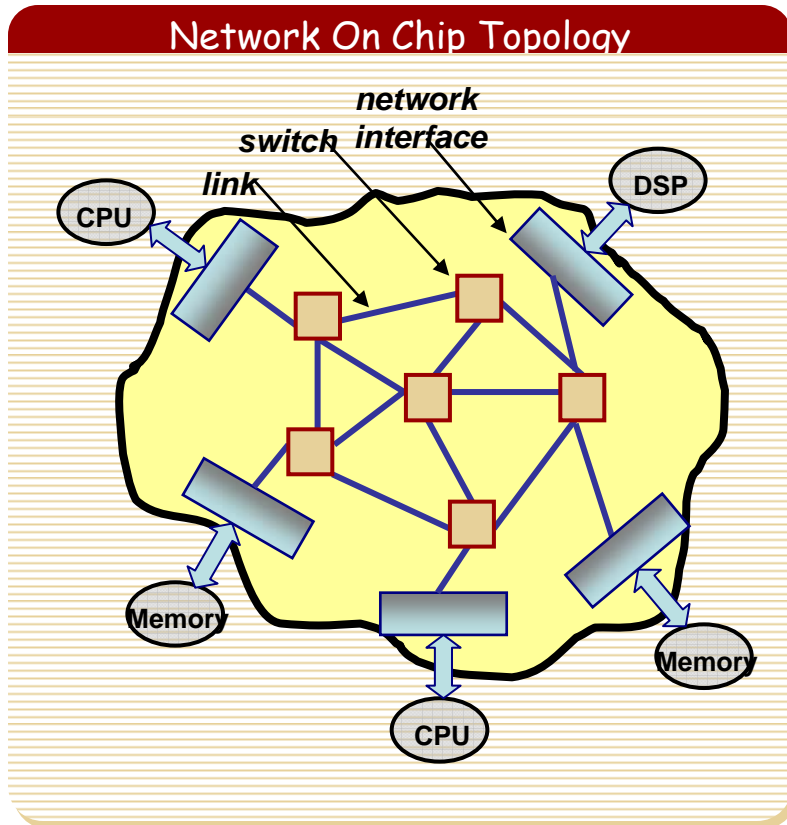 Network On Chip Topology
network
switch interface
link
DSP
CPU
Memory
Memory
CPU